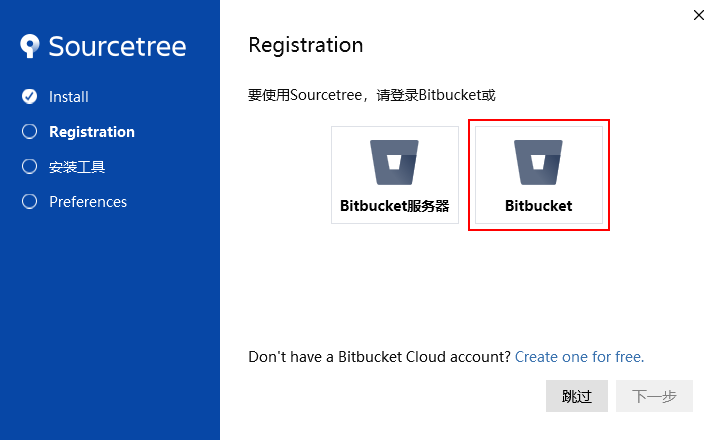 Sourcetree
Install
Registration
安装工具
Preferences
Registration
要使用Sourcetree，请登录Bitbucket或
Bitbucket服务器
Bitbucket
Don't have a Bitbucket Cloud account? Create one for free.
跳过
下一步